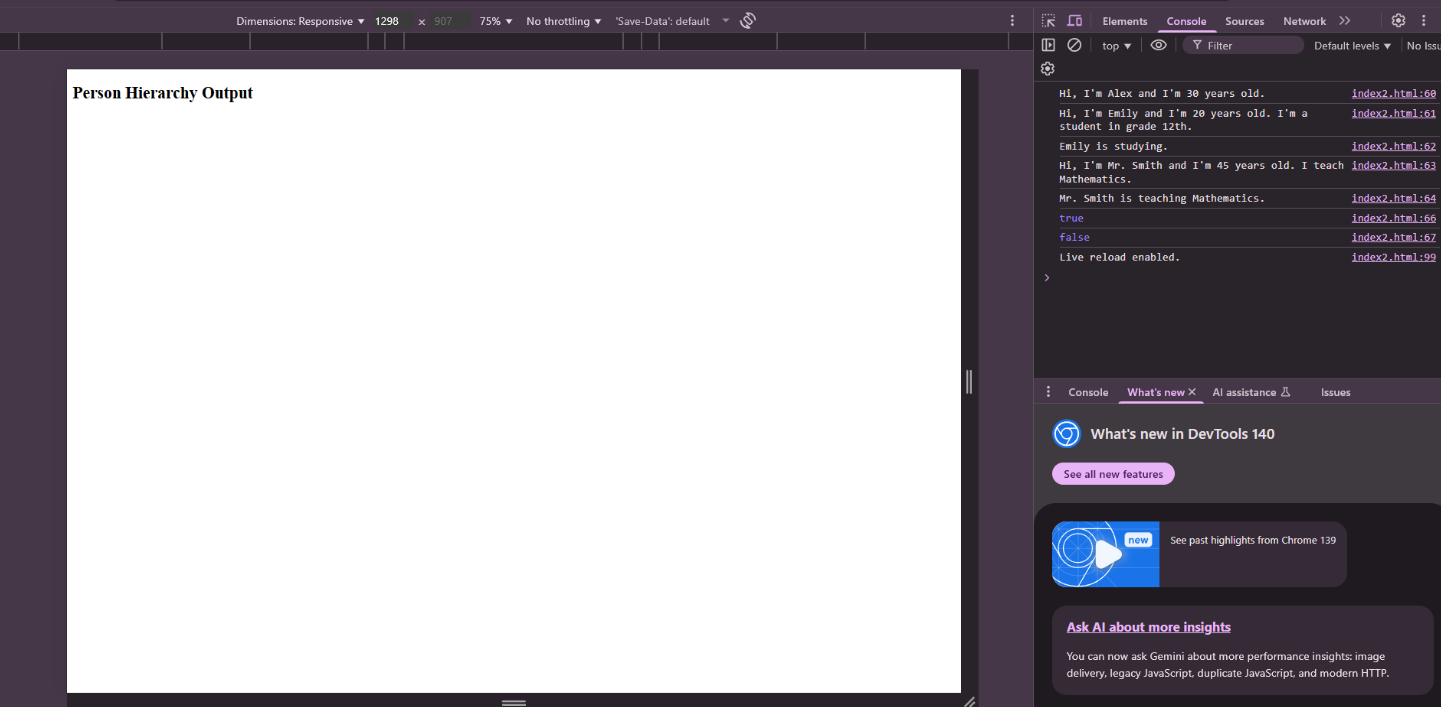 Dimensions: Responsive ▼ 1298 x 907 75% ▼ No throttling ▼ 'Save-Data': default ▼
Elements Console Sources Network
top ▼ Filter Default levels ▼ No Issu
Person Hierarchy Output
Hi, I'm Alex and I'm 30 years old. index2.html:60
Hi, I'm Emily and I'm 20 years old. I'm a index2.html:61
student in grade 12th.
Emily is studying. index2.html:62
Hi, I'm Mr. Smith and I'm 45 years old. I teach index2.html:63
Mathematics.
Mr. Smith is teaching Mathematics. index2.html:64
true index2.html:66
false index2.html:67
Live reload enabled. index2.html:99
Console What's new × AI assistance Issues
What's new in DevTools 140
See all new features
new
See past highlights from Chrome 139
Ask AI about more insights
You can now ask Gemini about more performance insights: image
delivery, legacy JavaScript, duplicate JavaScript, and modern HTTP.